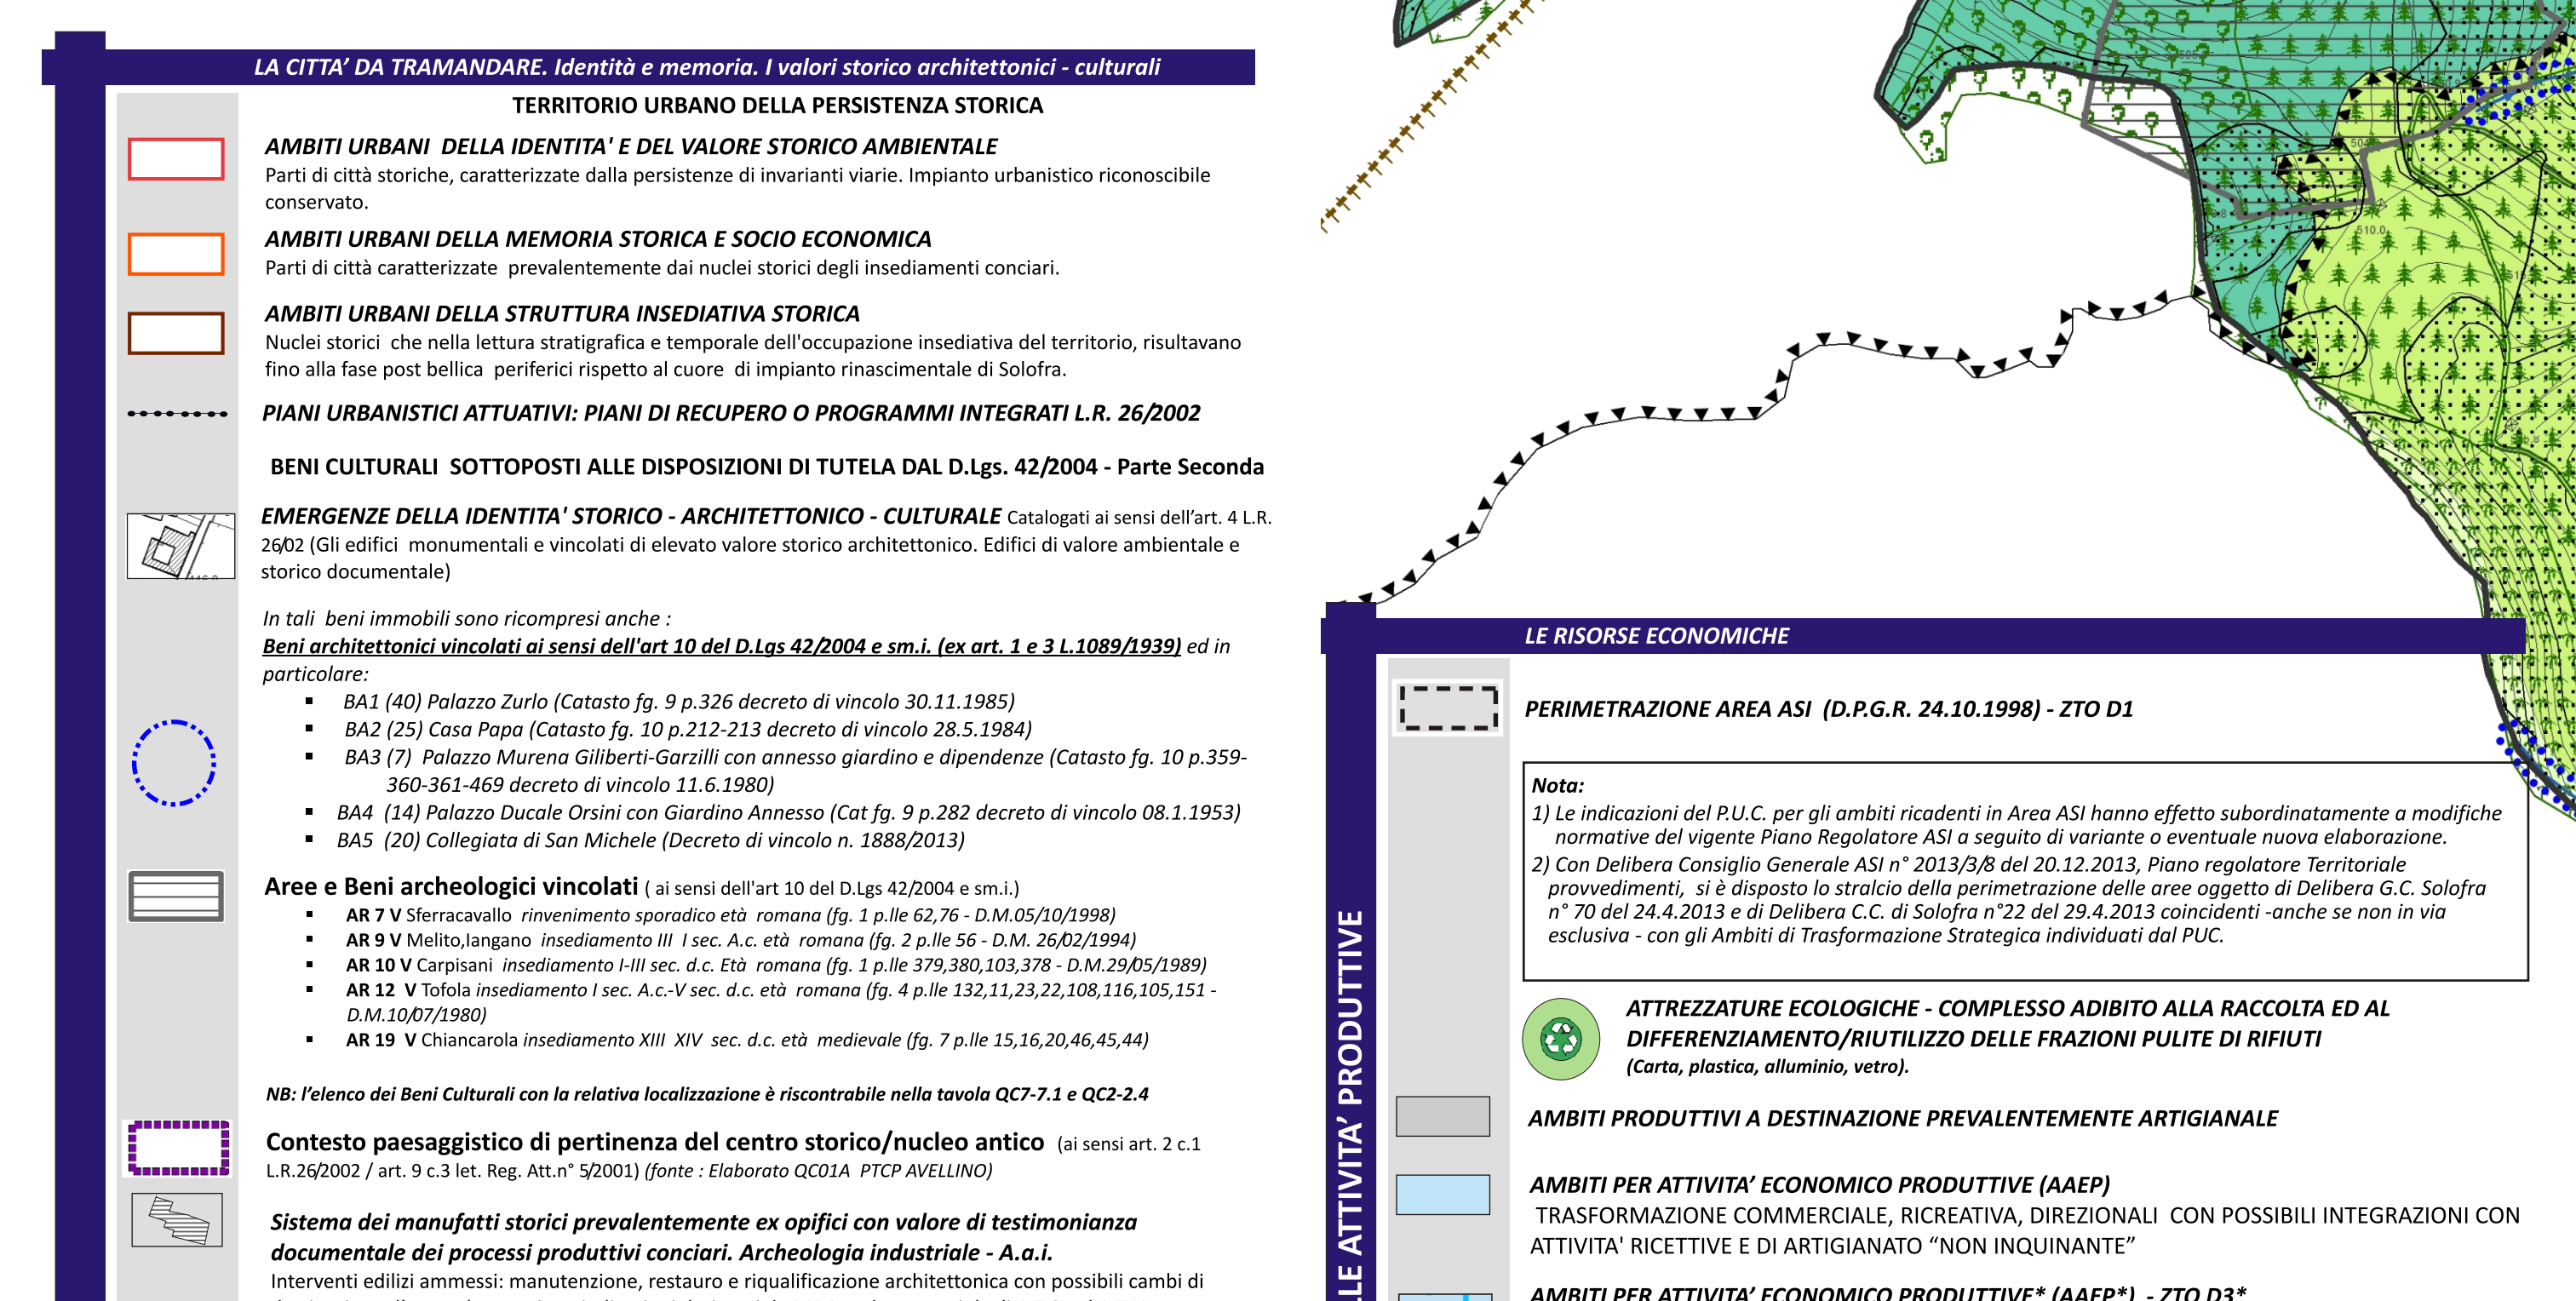 LA CITTA’ DA TRAMANDARE. Identità e memoria. I valori storico architettonici - culturali
TERRITORIO URBANO DELLA PERSISTENZA STORICA
AMBITI URBANI DELLA IDENTITA' E DEL VALORE STORICO AMBIENTALE
Parti di città storiche, caratterizzate dalla persistenze di invarianti viarie. Impianto urbanistico riconoscibile
conservato.
AMBITI URBANI DELLA MEMORIA STORICA E SOCIO ECONOMICA
Parti di città caratterizzate prevalentemente dai nuclei storici degli insediamenti conciari.
AMBITI URBANI DELLA STRUTTURA INSEDIATIVA STORICA
Nuclei storici che nella lettura stratigrafica e temporale dell'occupazione insediativa del territorio, risultavano
fino alla fase post bellica periferici rispetto al cuore di impianto rinascimentale di Solofra.
PIANI URBANISTICI ATTUATIVI: PIANI DI RECUPERO O PROGRAMMI INTEGRATI L.R. 26/2002
BENI CULTURALI SOTTOPOSTI ALLE DISPOSIZIONI DI TUTELA DAL D.Lgs. 42/2004 - Parte Seconda
EMERGENZE DELLA IDENTITA' STORICO - ARCHITETTONICO - CULTURALE Catalogati ai sensi dell’art. 4 L.R.
26/02 (Gli edifici monumentali e vincolati di elevato valore storico architettonico. Edifici di valore ambientale e
storico documentale)
In tali beni immobili sono ricompresi anche :
Beni architettonici vincolati ai sensi dell'art 10 del D.Lgs 42/2004 e sm.i. (ex art. 1 e 3 L.1089/1939) ed in
particolare:
▪ BA1 (40) Palazzo Zurlo (Catasto fg. 9 p.326 decreto di vincolo 30.11.1985)
▪ BA2 (25) Casa Papa (Catasto fg. 10 p.212-213 decreto di vincolo 28.5.1984)
▪ BA3 (7) Palazzo Murena Giliberti-Garzilli con annesso giardino e dipendenze (Catasto fg. 10 p.359-
360-361-469 decreto di vincolo 11.6.1980)
▪ BA4 (14) Palazzo Ducale Orsini con Giardino Annesso (Cat fg. 9 p.282 decreto di vincolo 08.1.1953)
▪ BA5 (20) Collegiata di San Michele (Decreto di vincolo n. 1888/2013)
Aree e Beni archeologici vincolati ( ai sensi dell'art 10 del D.Lgs 42/2004 e sm.i.)
▪ AR 7 V Sferracavallo rinvenimento sporadico età romana (fg. 1 p.lle 62,76 - D.M.05/10/1998)
▪ AR 9 V Melito,Iangano insediamento III I sec. A.c. età romana (fg. 2 p.lle 56 - D.M. 26/02/1994)
▪ AR 10 V Carpisani insediamento I-III sec. d.c. Età romana (fg. 1 p.lle 379,380,103,378 - D.M.29/05/1989)
▪ AR 12 V Tofola insediamento I sec. A.c.-V sec. d.c. età romana (fg. 4 p.lle 132,11,23,22,108,116,105,151 -
D.M.10/07/1980)
▪ AR 19 V Chiancarola insediamento XIII XIV sec. d.c. età medievale (fg. 7 p.lle 15,16,20,46,45,44)
NB: l’elenco dei Beni Culturali con la relativa localizzazione è riscontrabile nella tavola QC7-7.1 e QC2-2.4
Contesto paesaggistico di pertinenza del centro storico/nucleo antico (ai sensi art. 2 c.1
L.R.26/2002 / art. 9 c.3 let. Reg. Att.n° 5/2001) (fonte : Elaborato QC01A PTCP AVELLINO)
Sistema dei manufatti storici prevalentemente ex opifici con valore di testimonianza
documentale dei processi produttivi conciari. Archeologia industriale - A.a.i.
Interventi edilizi ammessi: manutenzione, restauro e riqualificazione architettonica con possibili cambi di
510.0
LE RISORSE ECONOMICHE
LLE ATTIVITA’ PRODUTTIVE
PERIMETRAZIONE AREA ASI (D.P.G.R. 24.10.1998) - ZTO D1
Nota:
1) Le indicazioni del P.U.C. per gli ambiti ricadenti in Area ASI hanno effetto subordinatamente a modifiche
normative del vigente Piano Regolatore ASI a seguito di variante o eventuale nuova elaborazione.
2) Con Delibera Consiglio Generale ASI n° 2013/3/8 del 20.12.2013, Piano regolatore Territoriale
provvedimenti, si è disposto lo stralcio della perimetrazione delle aree oggetto di Delibera G.C. Solofra
n° 70 del 24.4.2013 e di Delibera C.C. di Solofra n°22 del 29.4.2013 coincidenti -anche se non in via
esclusiva - con gli Ambiti di Trasformazione Strategica individuati dal PUC.
ATTREZZATURE ECOLOGICHE - COMPLESSO ADIBITO ALLA RACCOLTA ED AL
DIFFERENZIAMENTO/RIUTILIZZO DELLE FRAZIONI PULITE DI RIFIUTI
(Carta, plastica, alluminio, vetro).
AMBITI PRODUTTIVI A DESTINAZIONE PREVALENTEMENTE ARTIGIANALE
AMBITI PER ATTIVITA’ ECONOMICO PRODUTTIVE (AAEP)
TRASFORMAZIONE COMMERCIALE, RICREATIVA, DIREZIONALI CON POSSIBILI INTEGRAZIONI CON
ATTIVITA' RICETTIVE E DI ARTIGIANATO “NON INQUINANTE”
AMBITI PER ATTIVITA’ ECONOMICO PRODUTTIVE* (AAEP*) - ZTO D3*